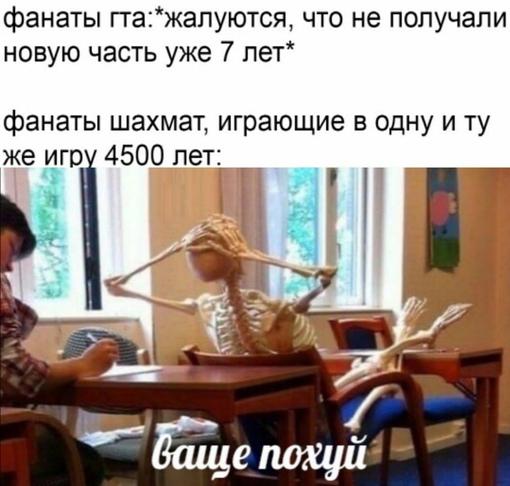 фанаты гта:*жалуются, что не получали
новую часть уже 7 лет*
фанаты шахмат, играющие в одну и ту
же игру 4500 лет:
ваще похуй